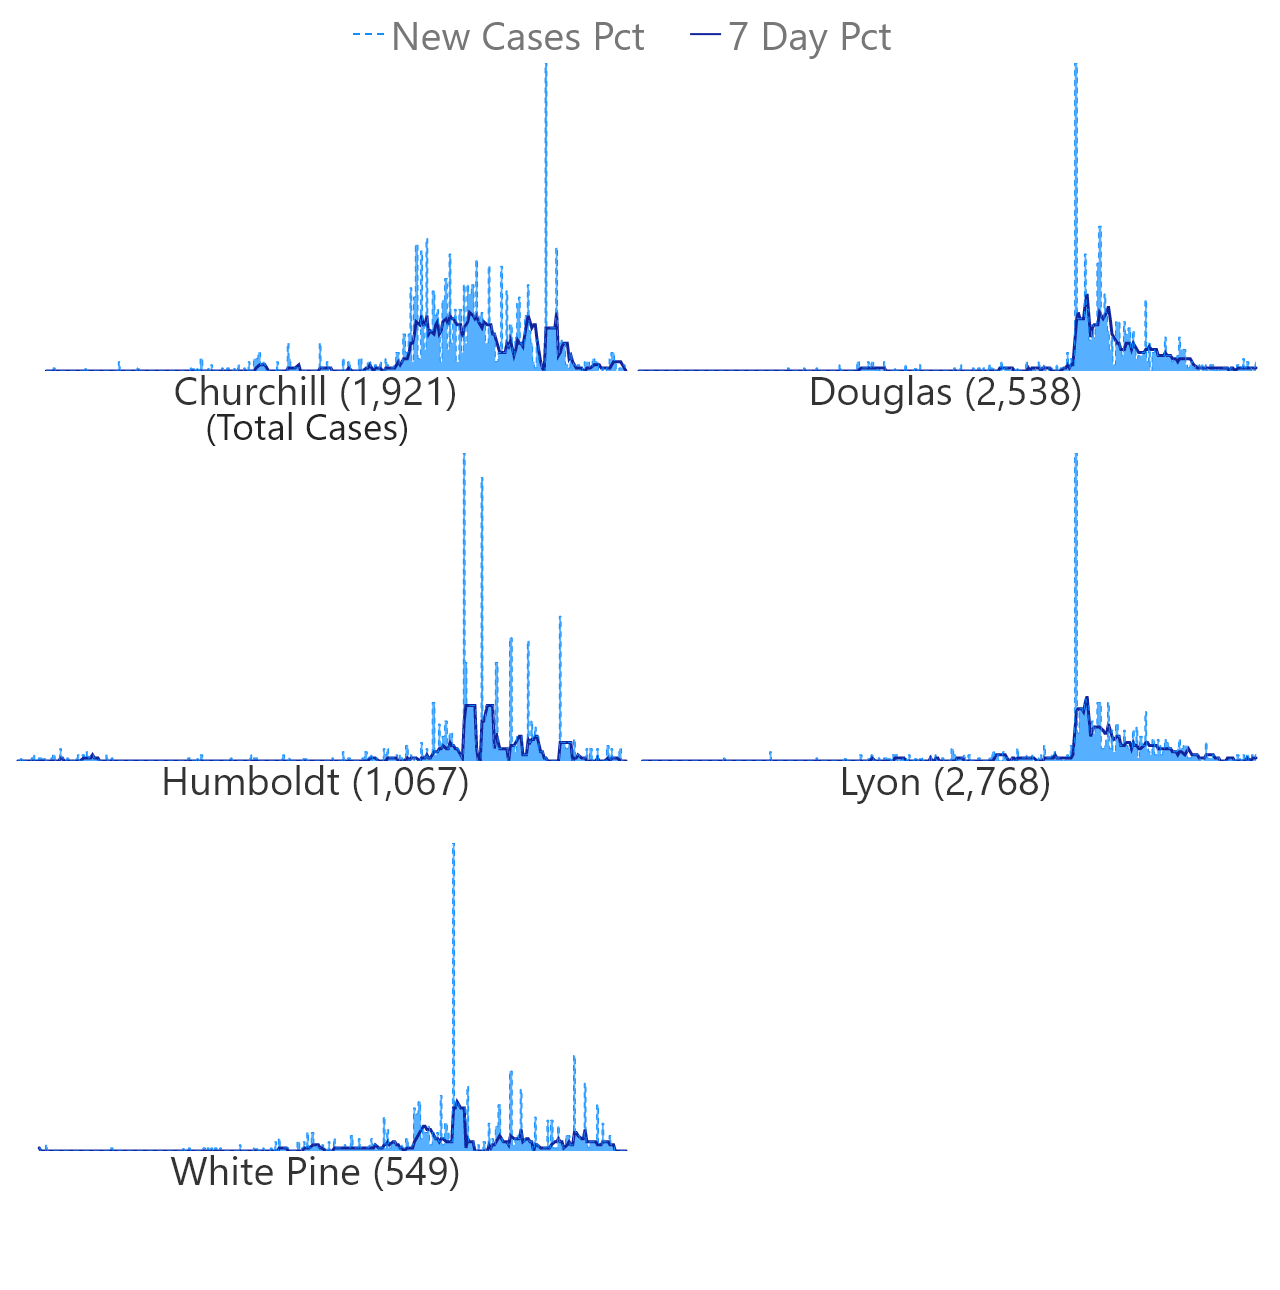 New Cases Pct 7 Day Pct
Churchill (1,921) Douglas (2,538)
(Total Cases)
Humboldt (1,067) Lyon (2,768)
White Pine (549)